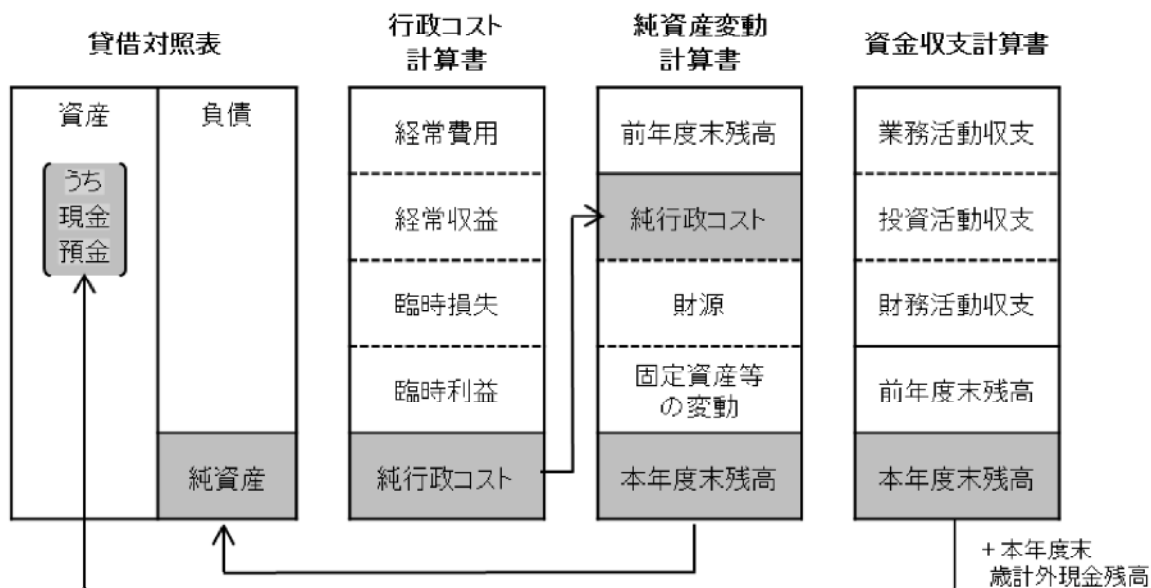 貸借対照表
資産
うち
現金
預金
負債
純資産
行政コスト
計算書
経常費用
経常収益
臨時損失
臨時利益
純行政コスト
純資産変動
計算書
前年度末残高
純行政コスト
財源
固定資産等
の変動
本年度末残高
資金収支計算書
業務活動収支
投資活動収支
財務活動収支
前年度末残高
本年度末残高
+本年度末
歳計外現金残高